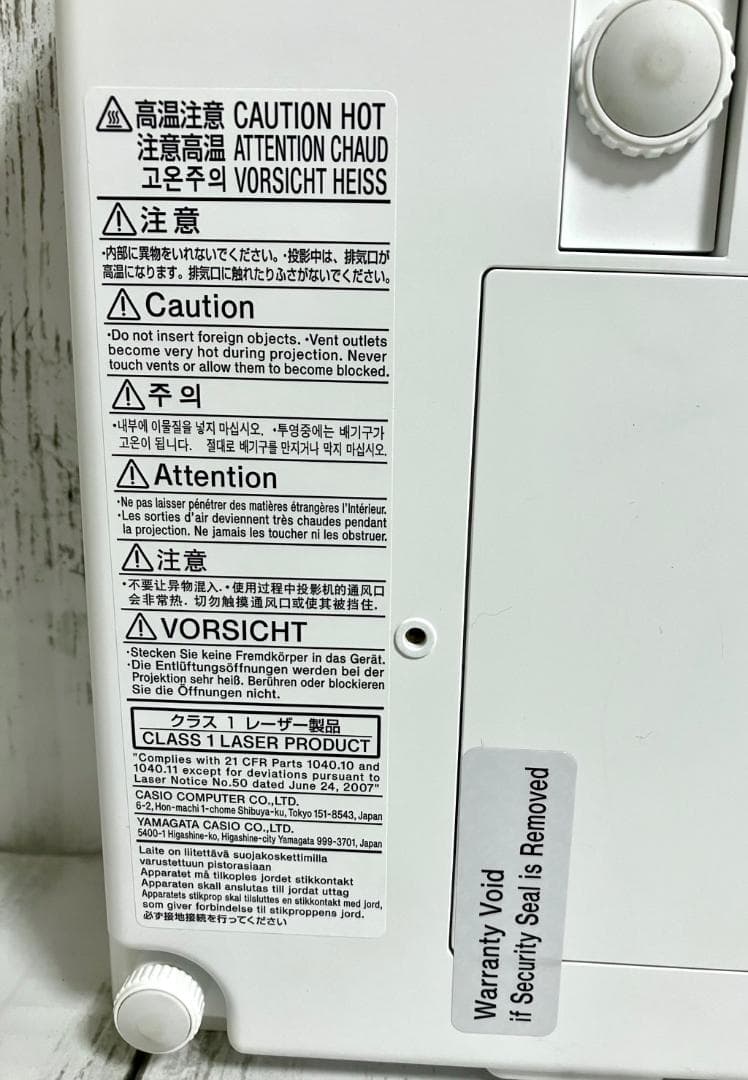 高温注意 CAUTION HOT
注意高温 ATTENTION CHAUD
고온주의 VORSICHT HEISS
注意
・内部に異物をいれないでください。・投影中は、排気口が
高温になります。排気口に触れたりふさがないでください。
Caution
・Do not insert foreign objects. ・Vent outlets
become very hot during projection. Never
touch vents or allow them to become blocked.
주의
・내부에 이물질을 넣지 마십시오. ・투영중에는 배기구가
고온이 됩니다. 절대로 배기구를 만지거나 막지 마십시오.
Attention
・Ne pas laisser pénétrer des matières étrangères l'Intérieur.
・Les sorties d'air deviennent très chaudes pendant
la projection. Ne jamais les toucher ni les obstruer.
注意
・不要让异物混入.・使用过程中投影机的通风口
会非常热. 切勿触摸通风口或使其被挡住.
VORSICHT
・Stecken Sie keine Fremdkörper in das Gerät.
・Die Entlüftungsöffnungen werden bei der
Projektion sehr heiß. Berühren oder blockieren
Sie die Öffnungen nicht.
クラス 1 レーザー製品
CLASS 1 LASER PRODUCT
"Complies with 21 CFR Parts 1040.10 and
1040.11 except for deviations pursuant to
Laser Notice No.50 dated June 24, 2007"
CASIO COMPUTER CO.,LTD.
6-2, Hon-machi 1-chome Shibuya-ku, Tokyo 151-8543, Japan
YAMAGATA CASIO CO.,LTD.
5400-1 Higashine-ko, Higashine-city Yamagata 999-3701, Japan
Laite on liitettävä suojakoskettimilla
varustettuun pistorasiaan
Apparatet må tilkoples jordet stikkontakt
Apparaten skall anslutas till jordat uttag
Apparatets stikprop skal tilsluttes en stikkontakt med jord,
som giver forbindelse til stikproppens jord.
必ず接地接続を行ってください
Warranty Void
if Security Seal is Removed